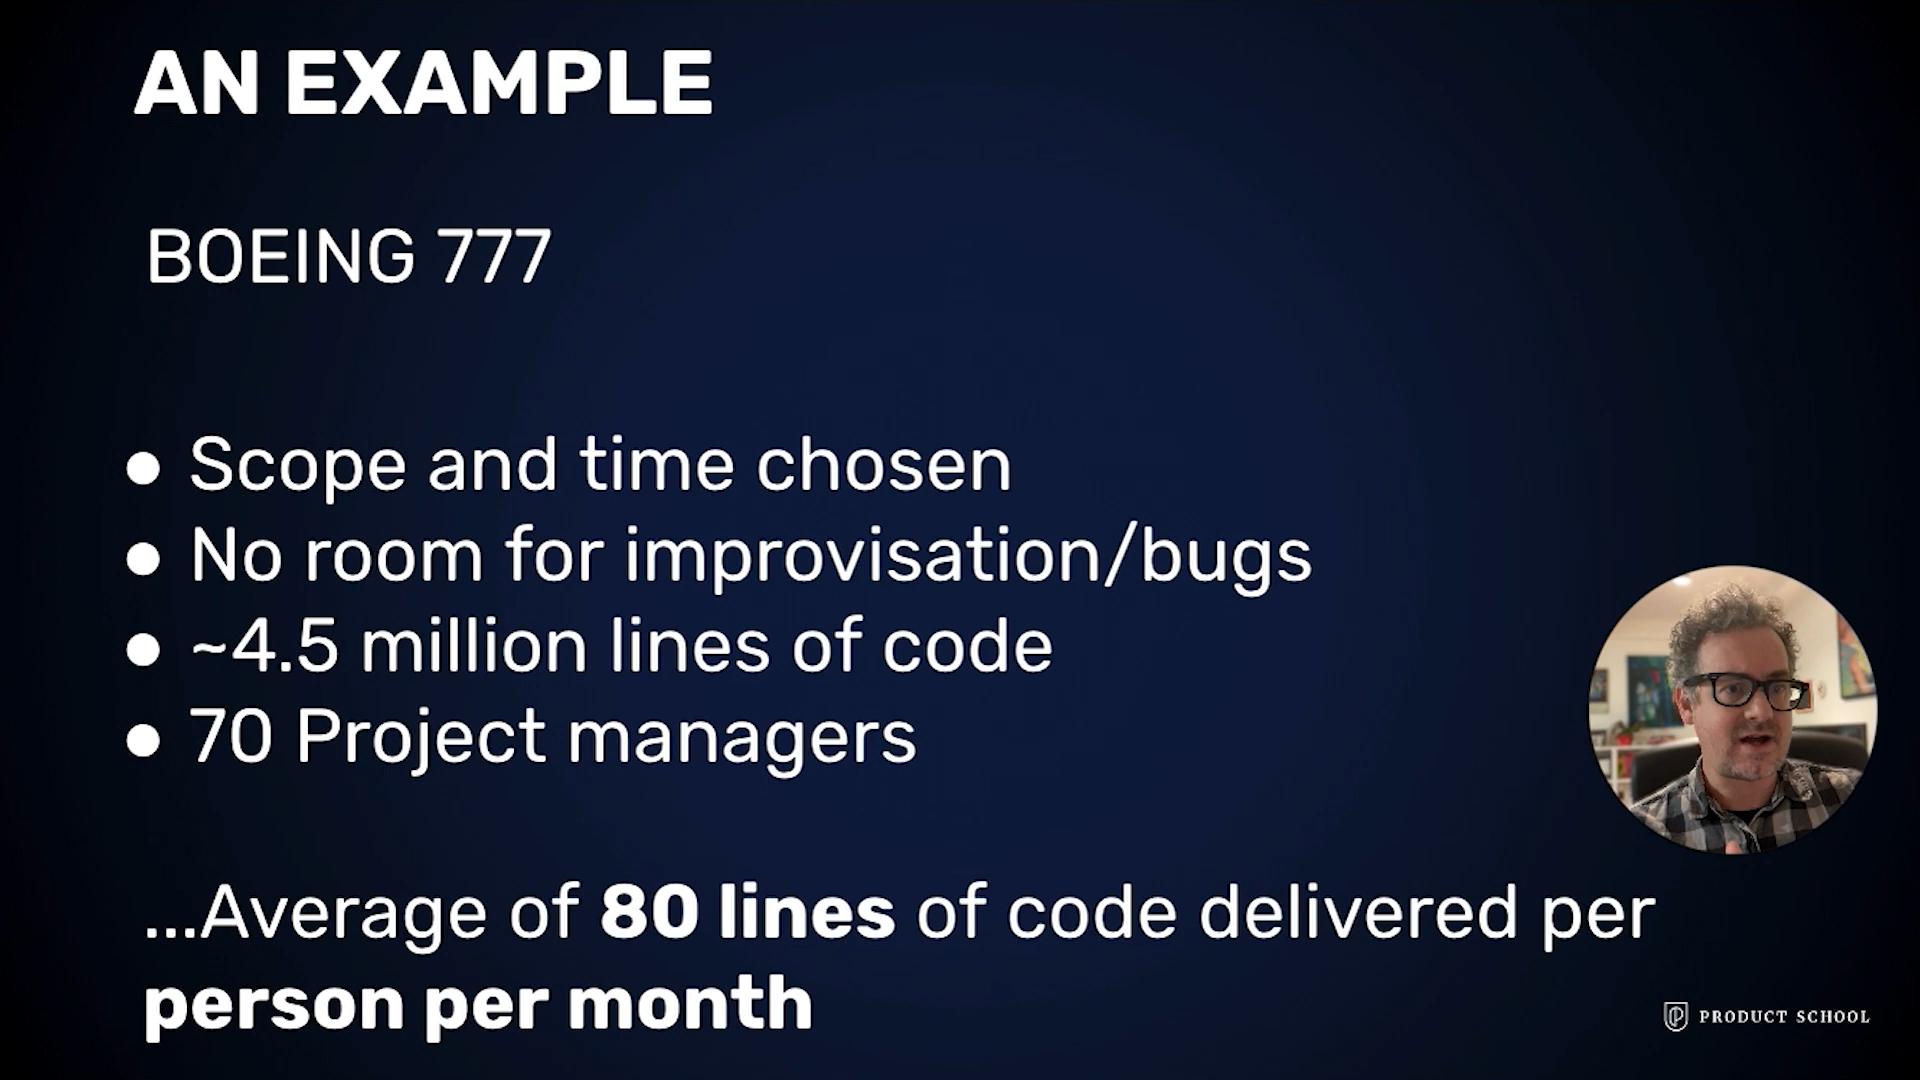 AN EXAMPLE
BOEING 777
● Scope and time chosen
● No room for improvisation/bugs
● ~4.5 million lines of code
● 70 Project managers
...Average of 80 lines of code delivered per
person per month
PRODUCT SCHOOL